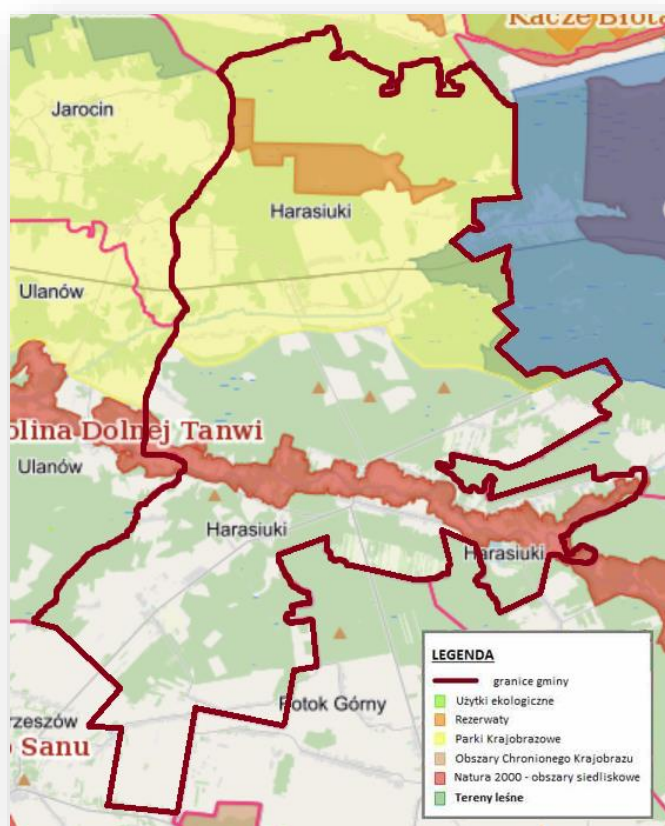 Kacze Błota
Jarocin
Harasiuki
Ulanów
olina Dolnej Tanwi
Ulanów
Harasiuki
Harasiuki
Potok Górny
rzeszów
o Sanu
LEGENDA
granice gminy
Użytki ekologiczne
Rezerwaty
Parki Krajobrazowe
Obszary Chronionego Krajobrazu
Natura 2000 - obszary siedliskowe
Tereny leśne